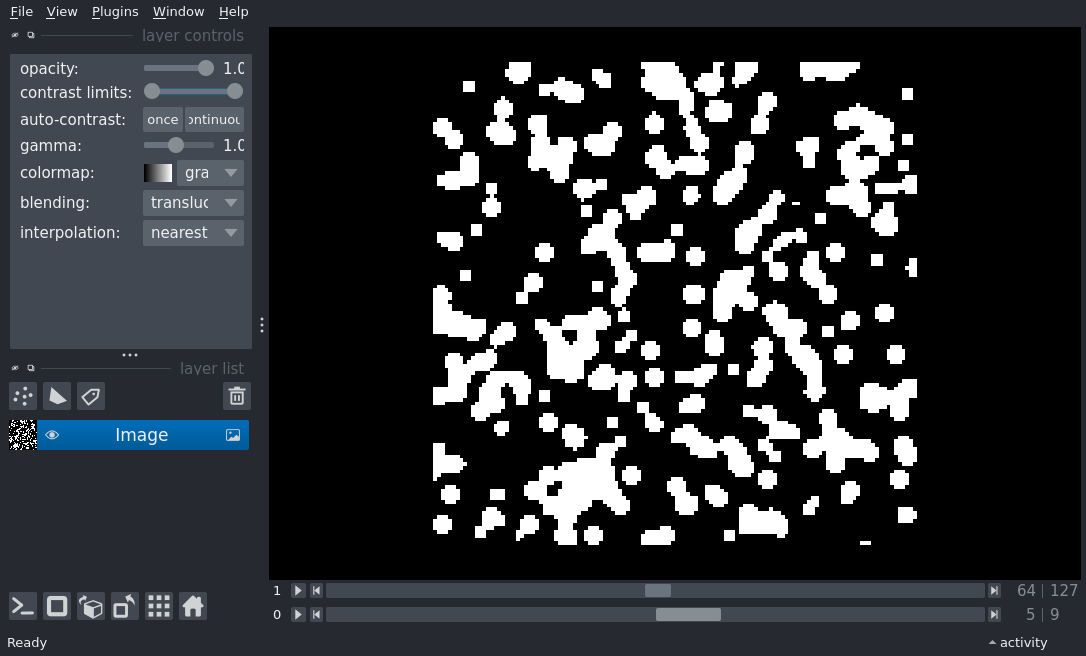 File View Plugins Window Help
layer controls
opacity: 1.0
contrast limits:
auto-contrast: once ontinuou
gamma: 1.0
colormap: gra
blending: transluc
interpolation: nearest
layer list
Image
1 64 127
0 5 9
Ready activity